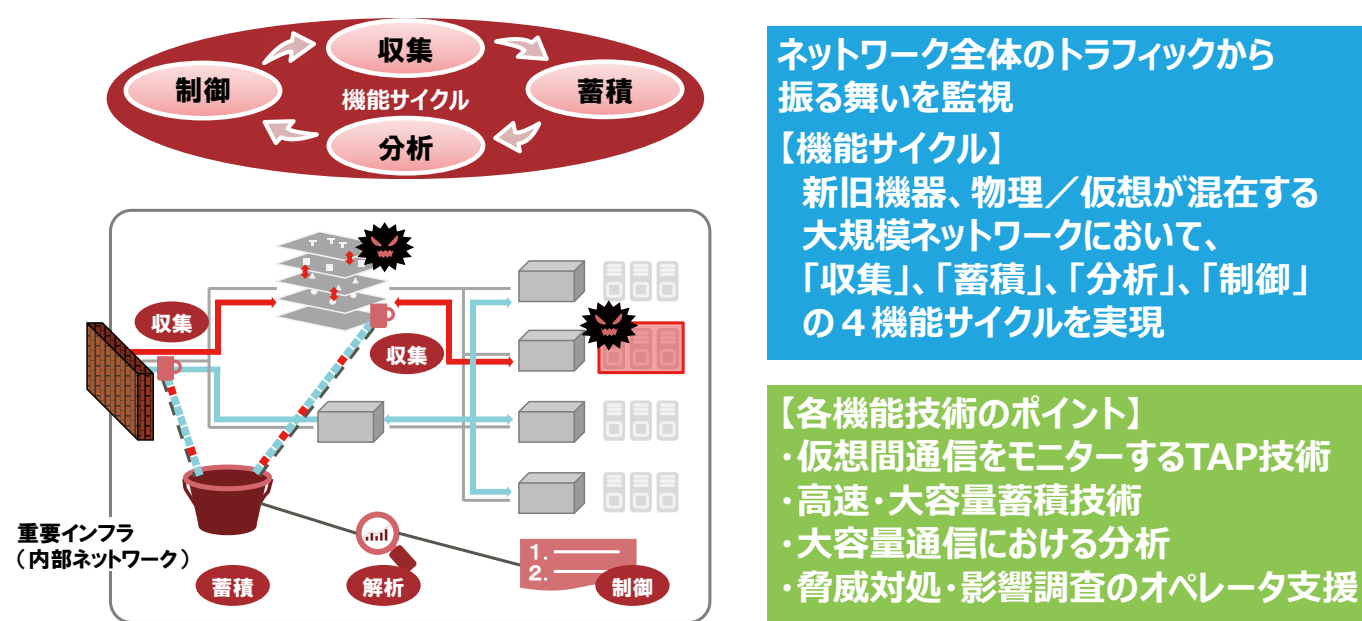 収集
制御
機能サイクル
蓄積
分析
収集
収集
重要インフラ
（内部ネットワーク）
蓄積
解析
1.
2.
制御
ネットワーク全体のトラフィックから
振る舞いを監視
【機能サイクル】
新旧機器、物理／仮想が混在する
大規模ネットワークにおいて、
「収集」、「蓄積」、「分析」、「制御」
の４機能サイクルを実現
【各機能技術のポイント】
・仮想間通信をモニターするTAP技術
・高速・大容量蓄積技術
・大容量通信における分析
・脅威対処・影響調査のオペレータ支援